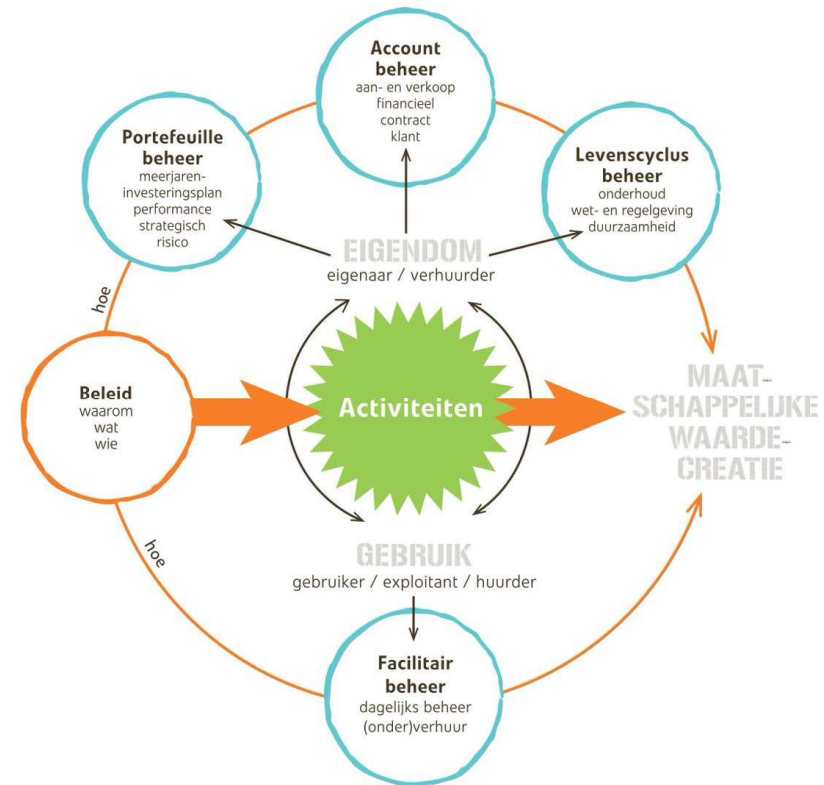 Account
beheer
aan- en verkoop
financieel
contract
klant
Portefeuille
beheer
meerjaren-
investeringsplan
performance
strategisch
risico
Levenscyclus
beheer
onderhoud
wet- en regelgeving
duurzaamheid
EIGENDOM
eigenaar / verhuurder
hoe
Beleid
waarom
wat
wie
Activiteiten
MAAT-
SCHAPPELIJKE
WAARDE-
CREATIE
hoe
GEBRUIK
gebruiker / exploitant / huurder
Facilitair
beheer
dagelijks beheer
(onder)verhuur